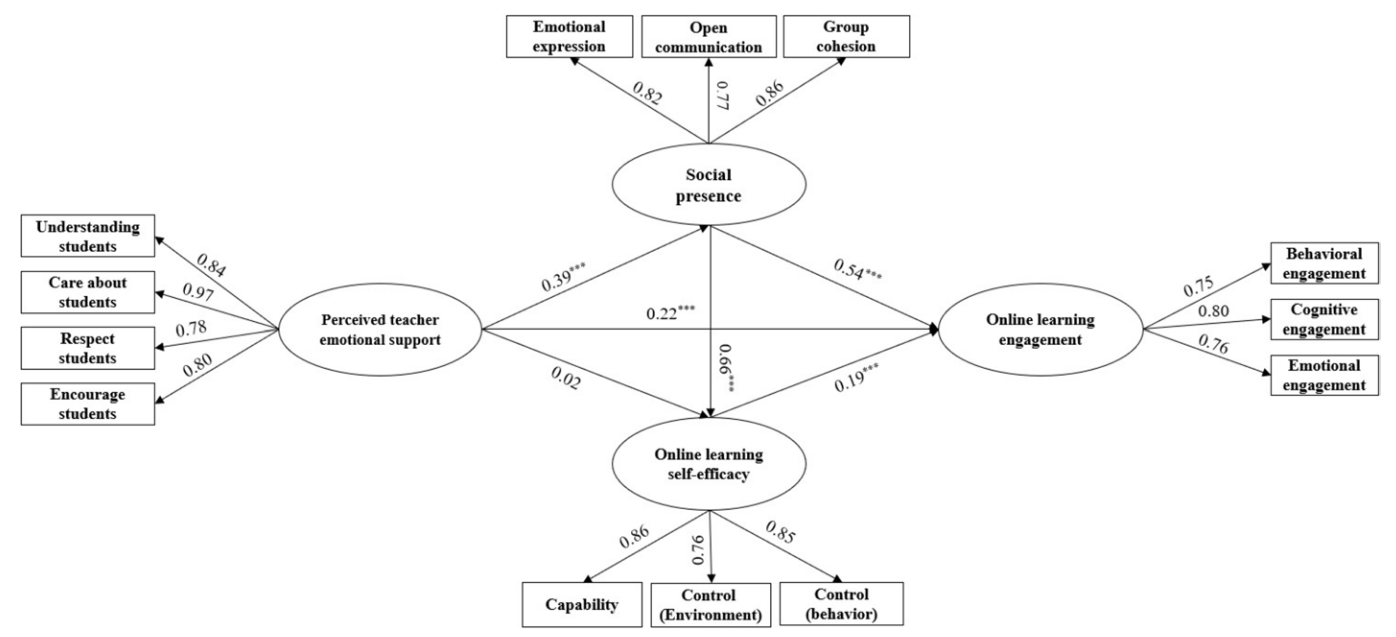 Emotional
expression
Open
communication
Group
cohesion
0.82
0.77
0.86
Social
presence
Understanding
students
Care about
students
Respect
students
Encourage
students
0.84
0.97
0.78
0.80
Perceived teacher
emotional support
0.39***
0.54***
0.22***
0.66***
0.02
0.19***
Online learning
engagement
0.75
0.80
0.76
Behavioral
engagement
Cognitive
engagement
Emotional
engagement
Online learning
self-efficacy
0.86
0.76
0.85
Capability
Control
(Environment)
Control
(behavior)